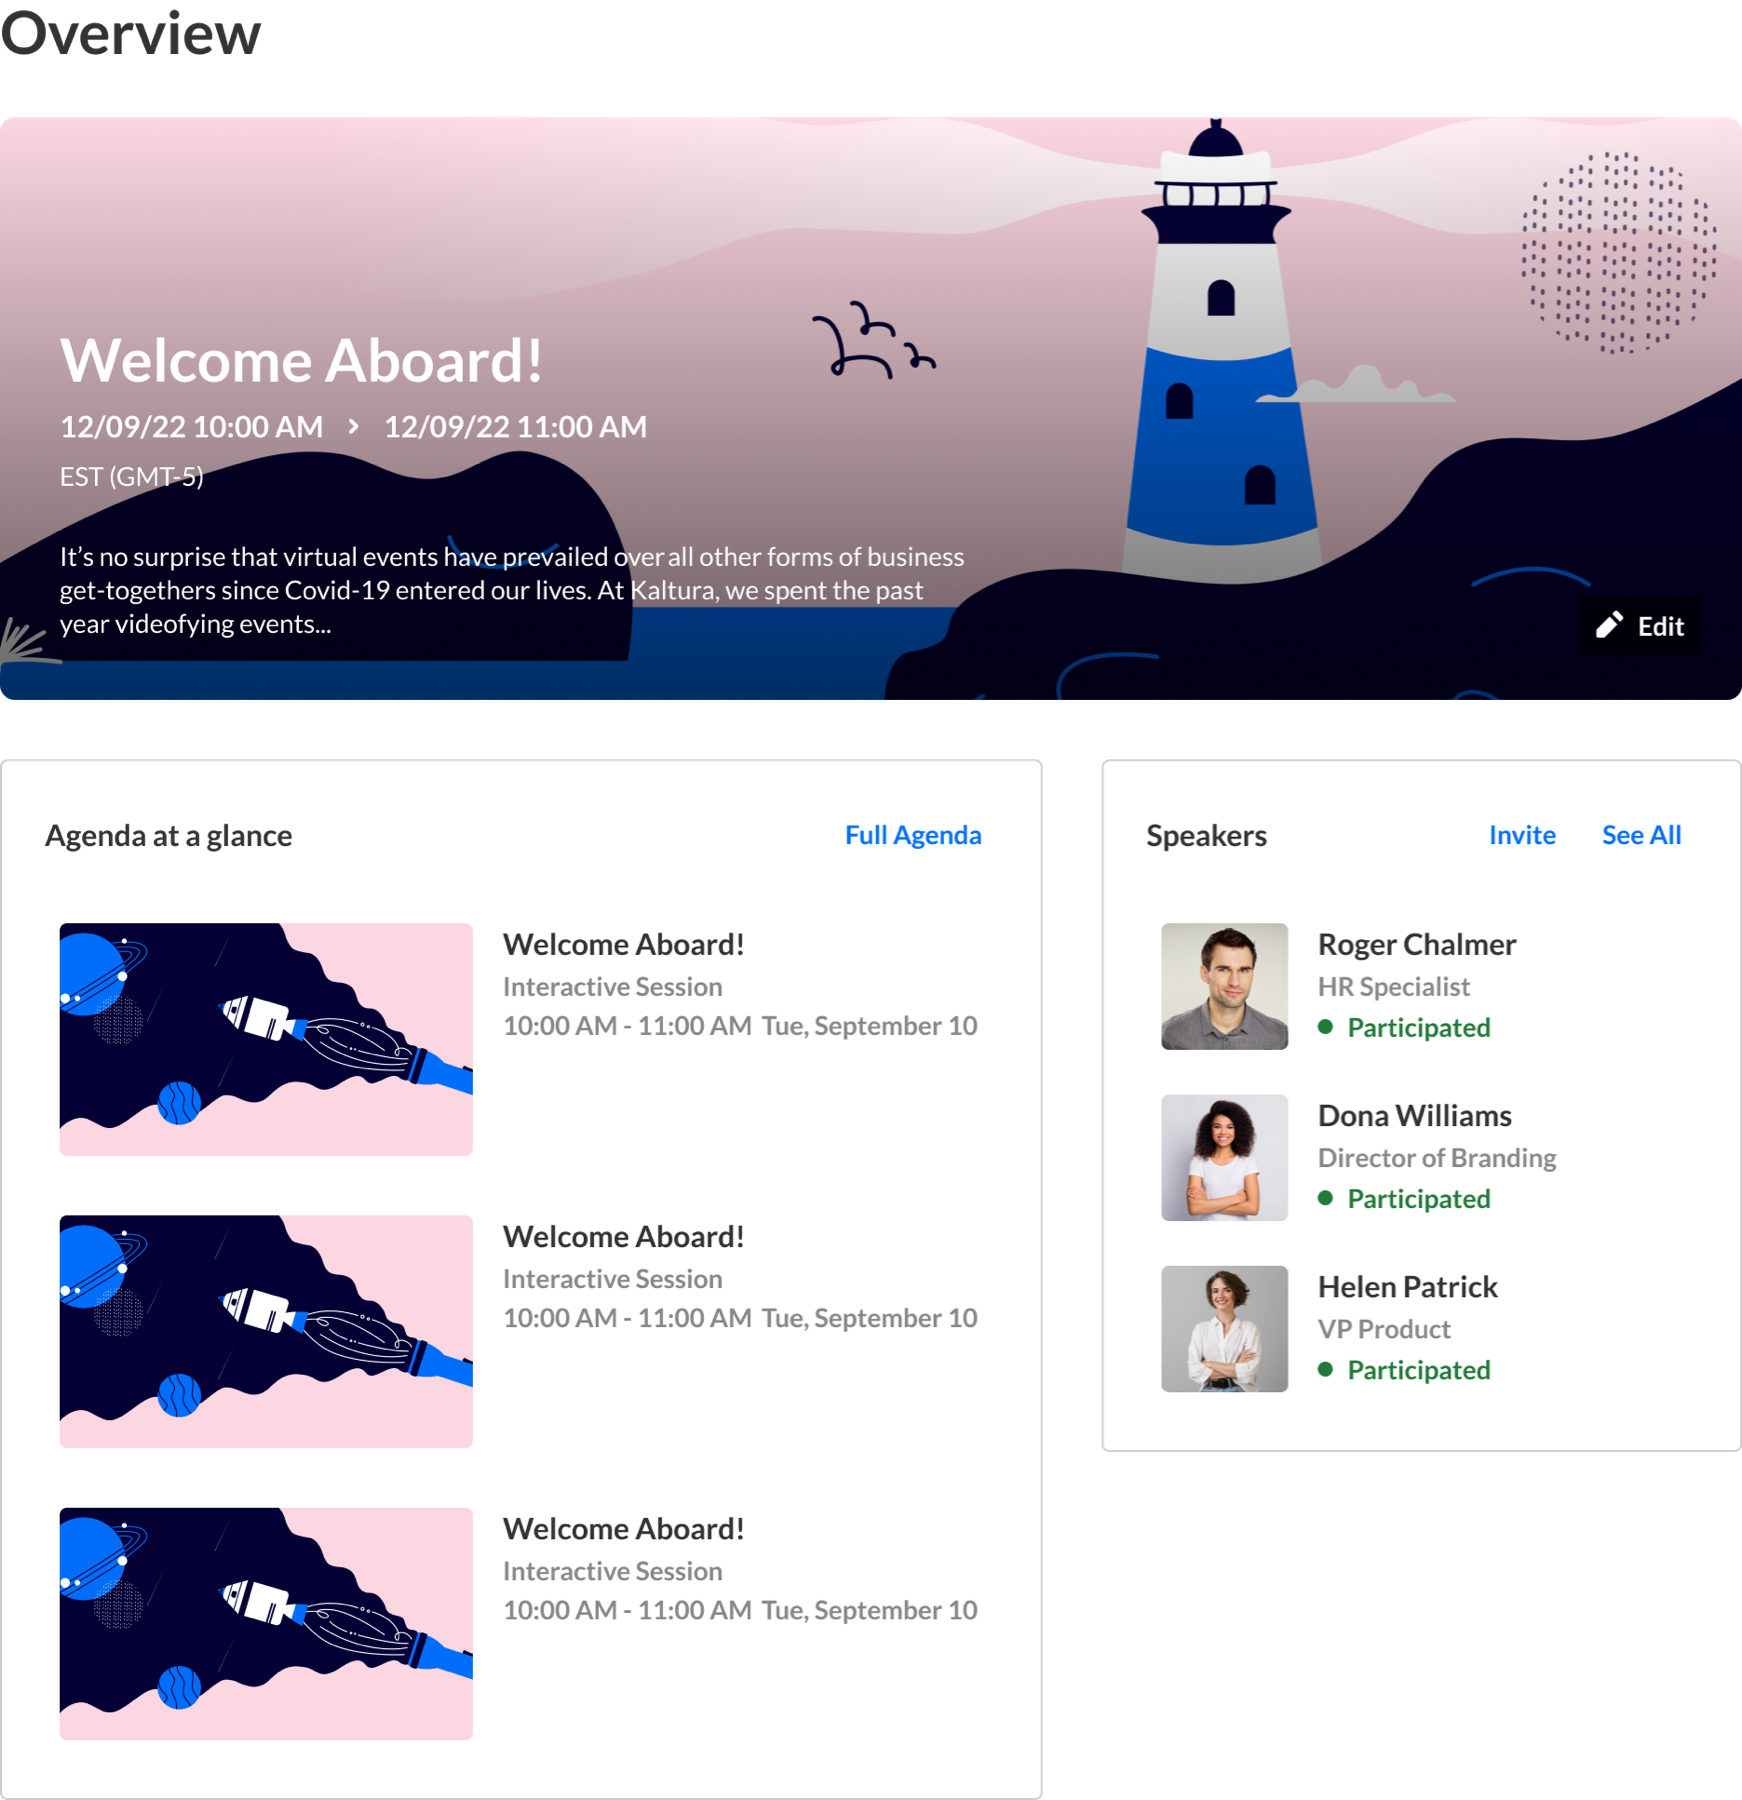 Overview
Welcome Aboard!
12/09/22 10:00 AM > 12/09/22 11:00 AM
EST (GMT-5)
It’s no surprise that virtual events have prevailed over all other forms of business
get-togethers since Covid-19 entered our lives. At Kaltura, we spent the past
year videofying events...
Edit
Agenda at a glance
Full Agenda
Welcome Aboard!
Interactive Session
10:00 AM - 11:00 AM Tue, September 10
Welcome Aboard!
Interactive Session
10:00 AM - 11:00 AM Tue, September 10
Welcome Aboard!
Interactive Session
10:00 AM - 11:00 AM Tue, September 10
Speakers
Invite
See All
Roger Chalmer
HR Specialist
Participated
Dona Williams
Director of Branding
Participated
Helen Patrick
VP Product
Participated